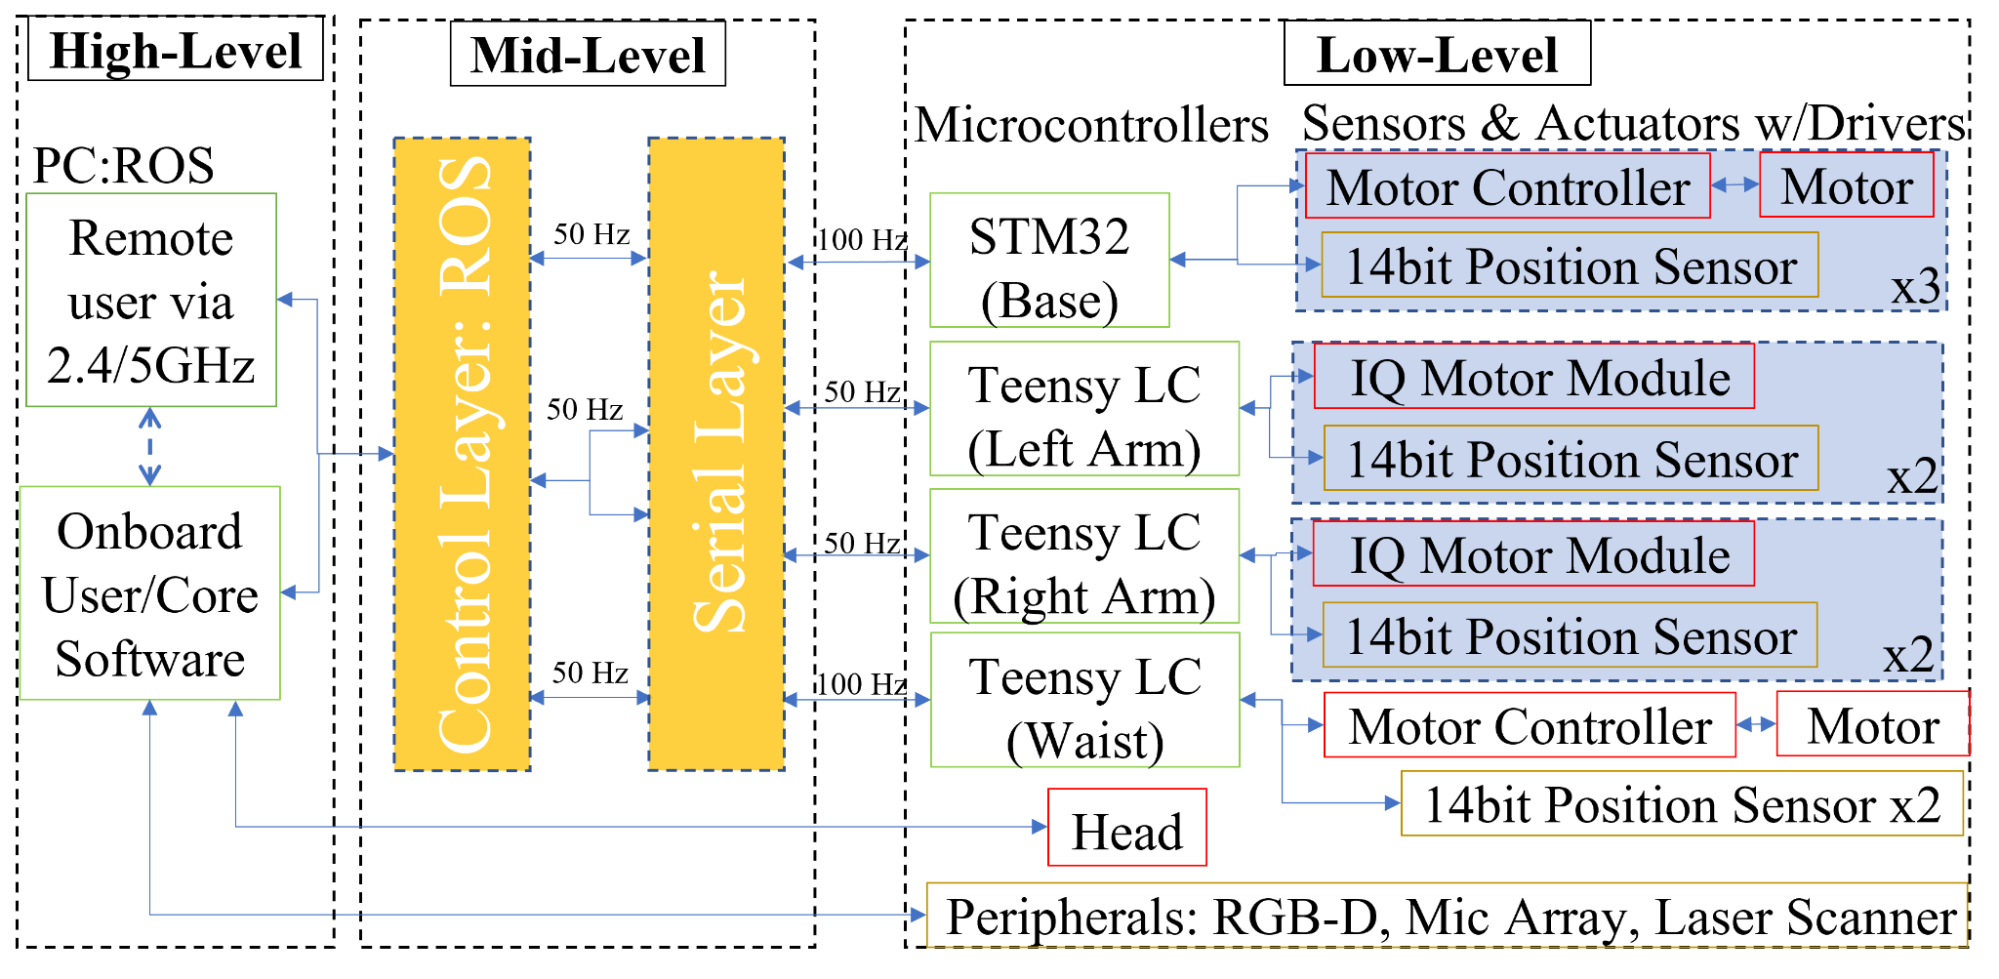 High-Level
PC:ROS
Remote
user via
2.4/5GHz
Onboard
User/Core
Software
Mid-Level
Control Layer: ROS
50 Hz
50 Hz
50 Hz
Serial Layer
100 Hz
50 Hz
50 Hz
100 Hz
Low-Level
Microcontrollers
Sensors & Actuators w/Drivers
STM32
(Base)
Motor Controller
Motor
14bit Position Sensor
x3
Teensy LC
(Left Arm)
IQ Motor Module
14bit Position Sensor
x2
Teensy LC
(Right Arm)
IQ Motor Module
14bit Position Sensor
x2
Teensy LC
(Waist)
Motor Controller
Motor
14bit Position Sensor x2
Head
Peripherals: RGB-D, Mic Array, Laser Scanner